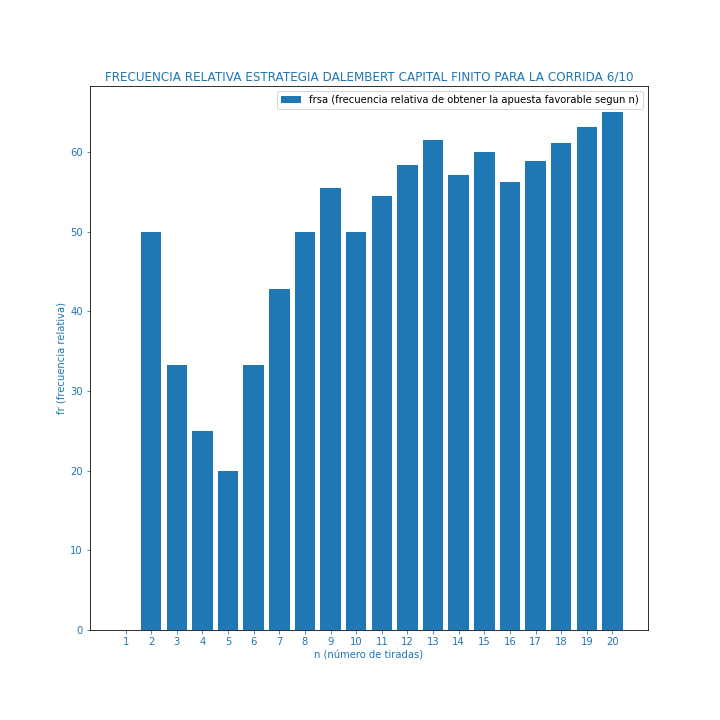 FRECUENCIA RELATIVA ESTRATEGIA DALEMBERT CAPITAL FINITO PARA LA CORRIDA 6/10
frsa (frecuencia relativa de obtener la apuesta favorable segun n)
fr (frecuencia relativa)
60
50
40
30
20
10
0
1 2 3 4 5 6 7 8 9 10 11 12 13 14 15 16 17 18 19 20
n (número de tiradas)